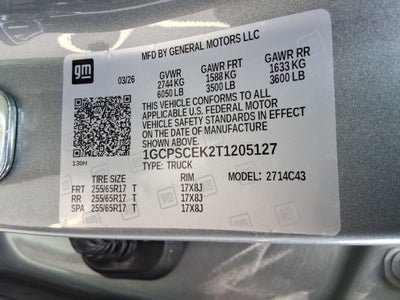 gm
MFD BY GENERAL MOTORS LLC
03/26 GVWR GAWR FRT GAWR RR
2744 KG 1588 KG 1633 KG
6050 LB 3500 LB 3600 LB
THIS VEHICLE CONFORMS TO ALL
APPLICABLE U.S. FEDERAL MOTOR
VEHICLE SAFETY STANDARDS IN EFFECT
ON THE DATE OF MANUFACTURE
1GCPSCEK2T1205127
130H TYPE: TRUCK
TIRE SIZE RIM MODEL: 2714C43
FRT 255/65R17 T 17X8J
RR 255/65R17 T 17X8J
SPA 255/65R17 T 17X8J